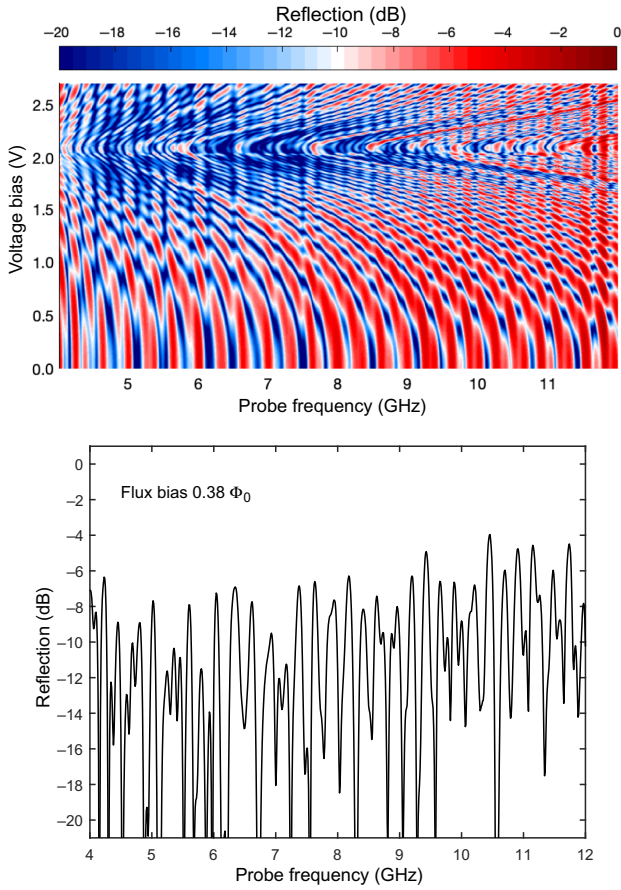 Reflection (dB)
−20 −18 −16 −14 −12 −10 −8 −6 −4 −2 0
Voltage bias (V)
2.5
2.0
1.5
1.0
0.5
0.0
5 6 7 8 9 10 11
Probe frequency (GHz)
Reflection (dB)
0
−2
−4
−6
−8
−10
−12
−14
−16
−18
−20
Flux bias 0.38 Φ₀
4 5 6 7 8 9 10 11 12
Probe frequency (GHz)